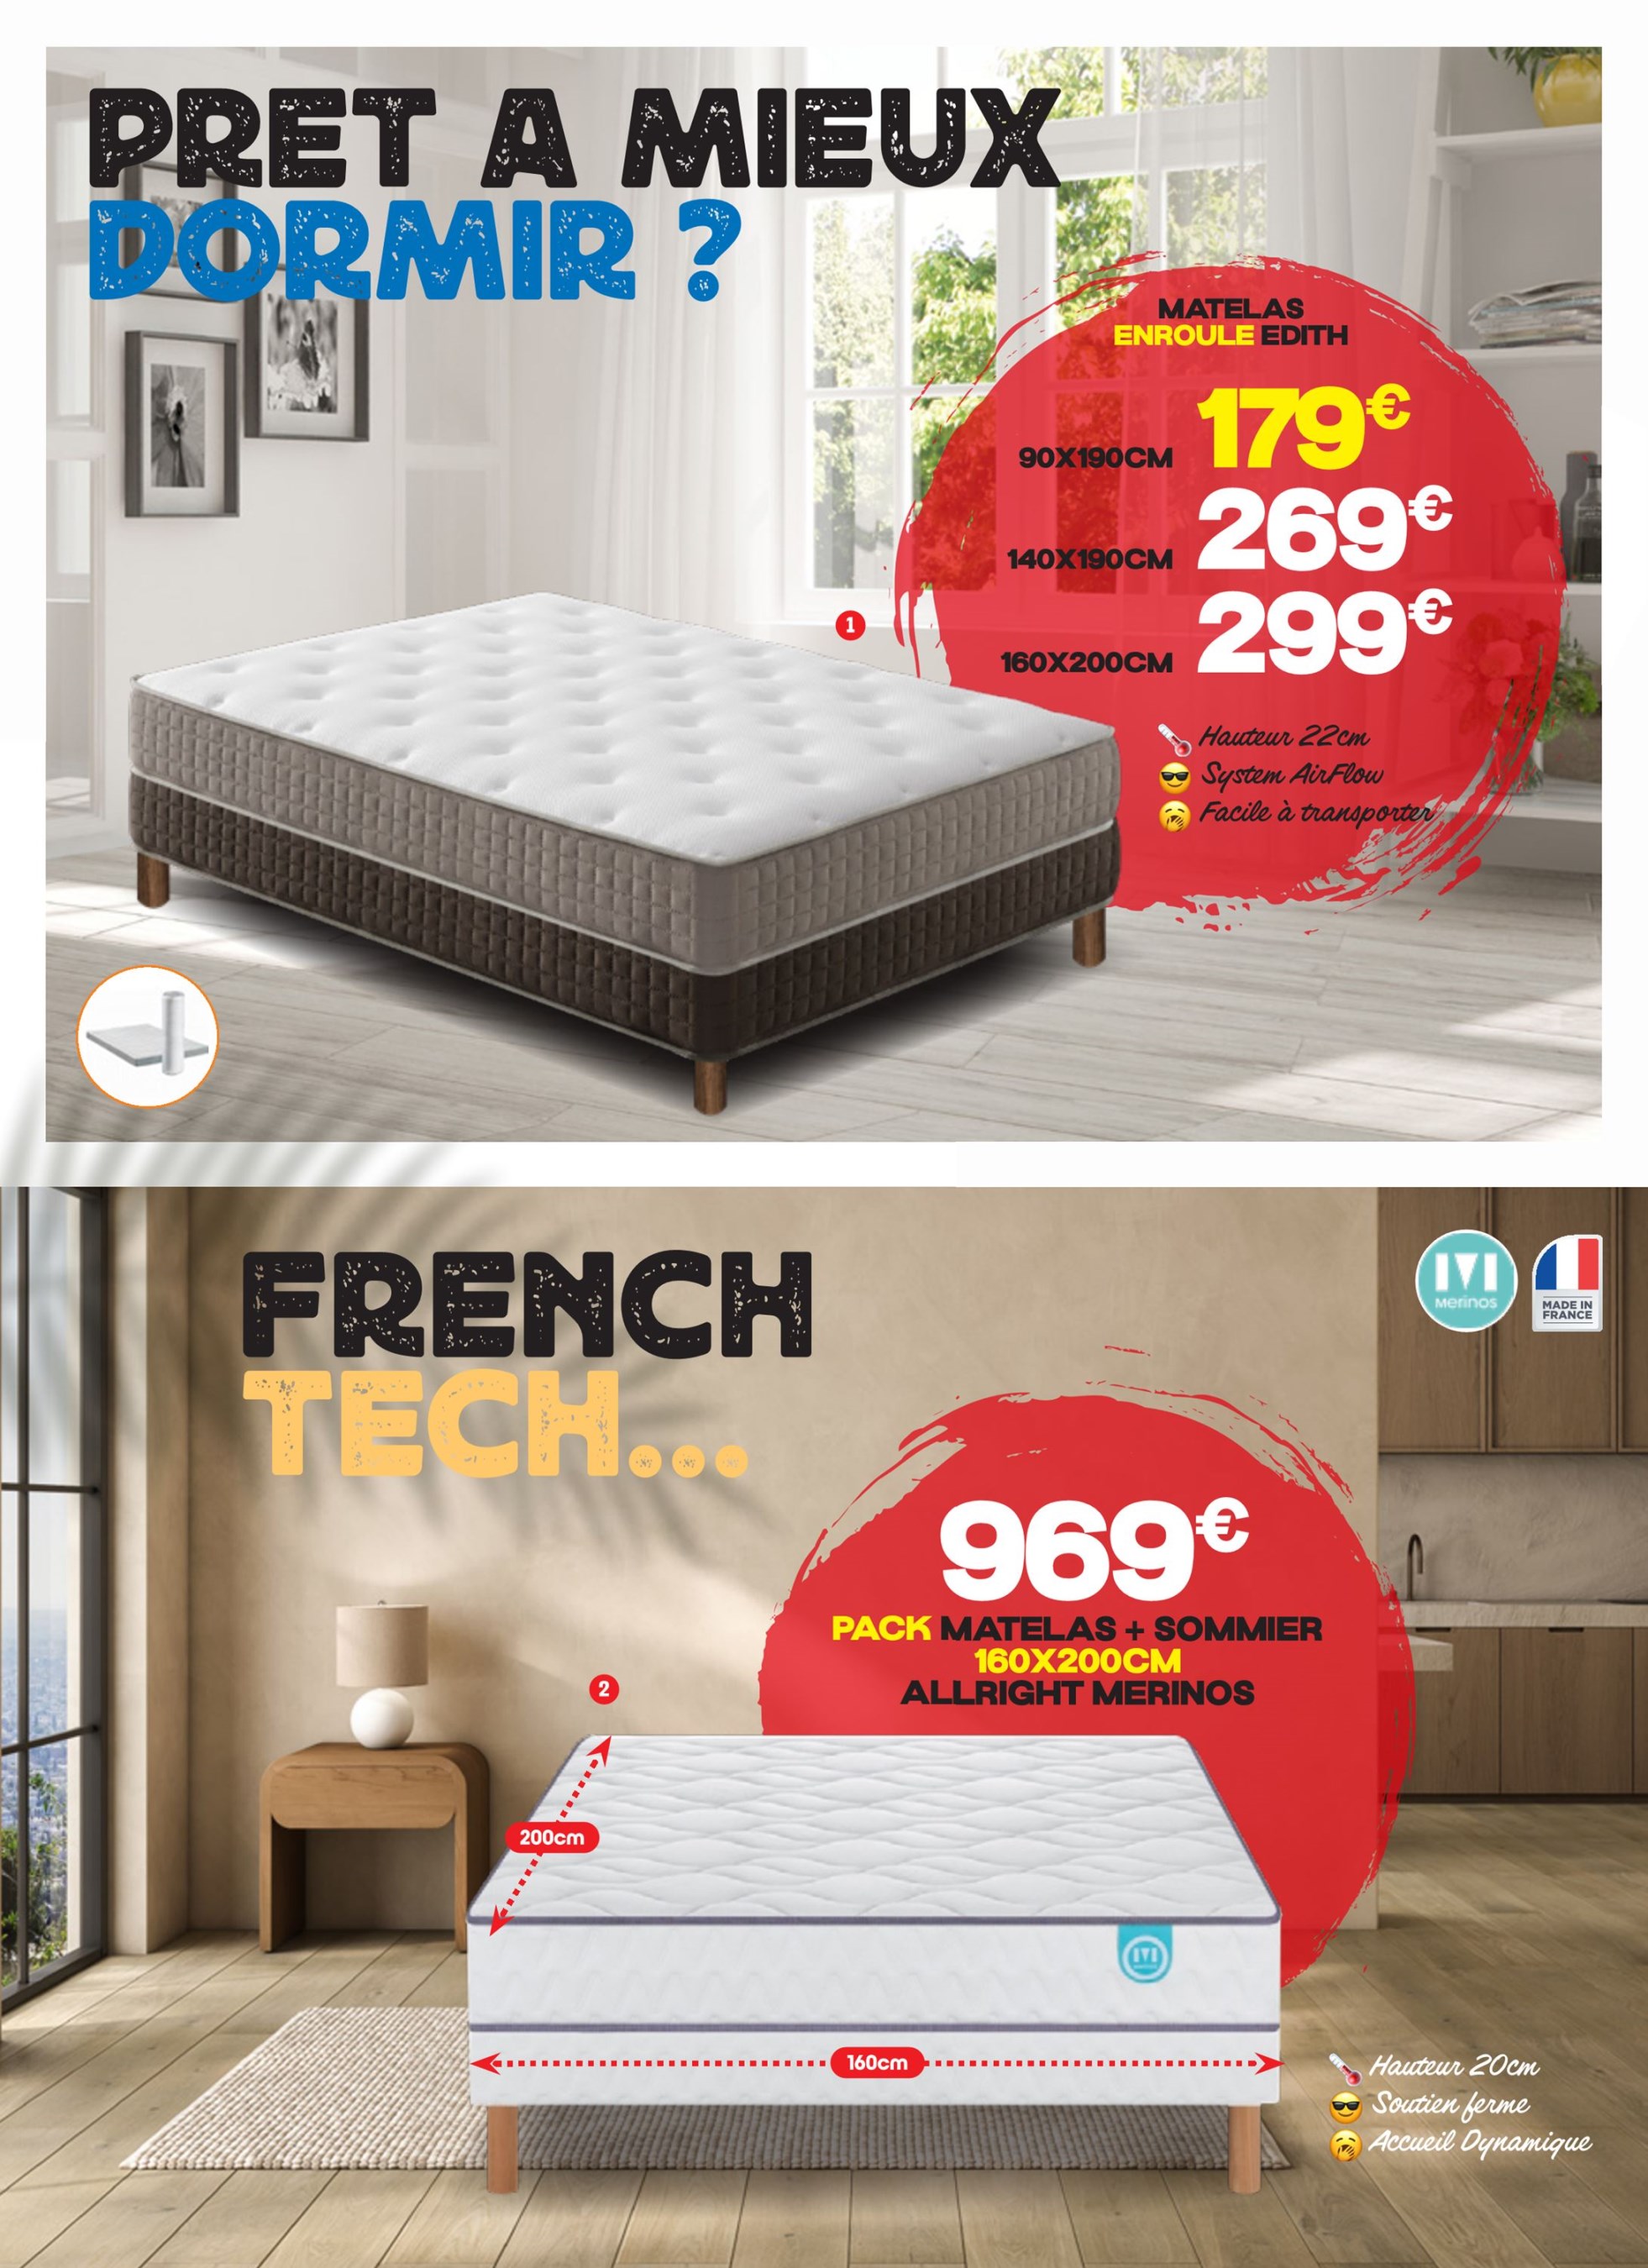 PRET A MIEUX
DORMIR ?
MATELAS
ENROULE EDITH
90X190CM 179€
140X190CM 269€
160X200CM 299€
1
Hauteur 22cm
System AirFlow
Facile à transporter
FRENCH
TECH...
Merinos
MADE IN
FRANCE
969€
PACK MATELAS + SOMMIER
160X200CM
ALLRIGHT MERINOS
2
200cm
160cm
Hauteur 20cm
Soutien ferme
Accueil Dynamique